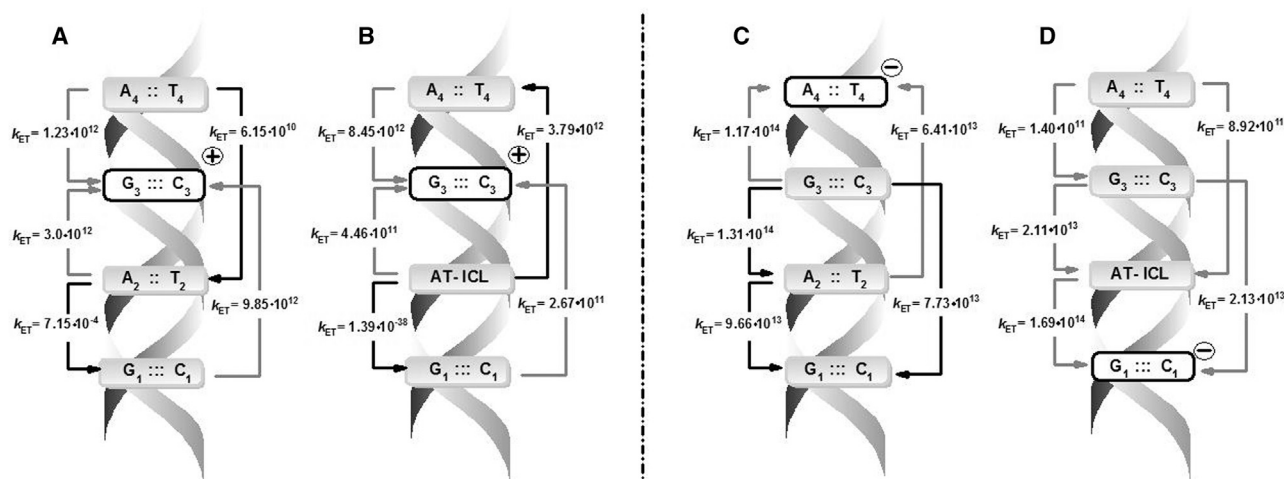 A
A4 :: T4
kET= 1.23•10^12
kET= 6.15•10^10
+
G3 ::: C3
kET= 3.0•10^12
A2 :: T2
kET= 7.15•10^-4
kET= 9.85•10^12
G1 ::: C1
B
A4 :: T4
kET= 8.45•10^12
kET= 3.79•10^12
+
G3 ::: C3
kET= 4.46•10^11
AT- ICL
kET= 1.39•10^-38
kET= 2.67•10^11
G1 ::: C1
C
−
A4 :: T4
kET= 1.17•10^14
kET= 6.41•10^13
G3 ::: C3
kET= 1.31•10^14
A2 :: T2
kET= 9.66•10^13
kET= 7.73•10^13
G1 ::: C1
D
A4 :: T4
kET= 1.40•10^11
kET= 8.92•10^11
G3 ::: C3
kET= 2.11•10^13
AT- ICL
kET= 1.69•10^14
kET= 2.13•10^13
−
G1 ::: C1